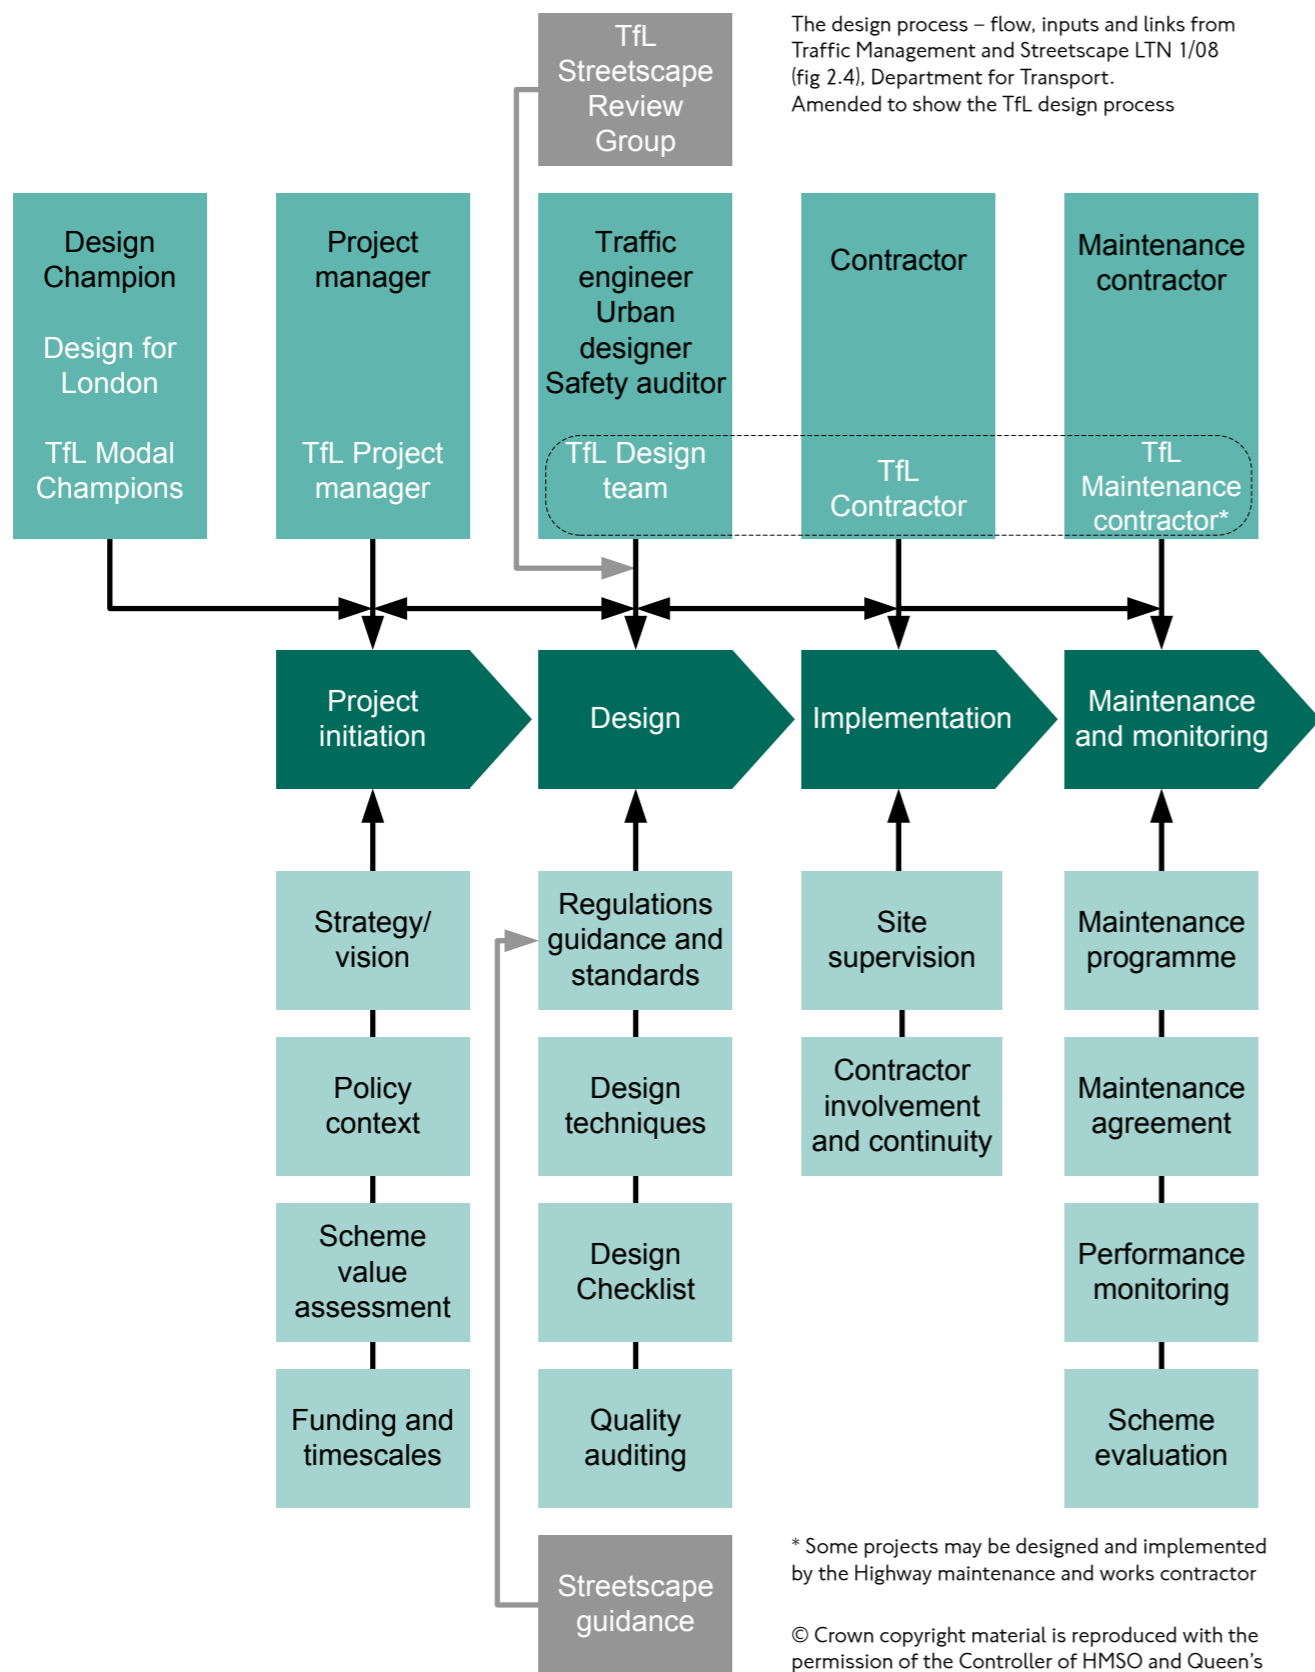 TfL
Streetscape
Review
Group
The design process – flow, inputs and links from
Traffic Management and Streetscape LTN 1/08
(fig 2.4), Department for Transport.
Amended to show the TfL design process
Design
Champion
Design for
London
TfL Modal
Champions
Project
manager
TfL Project
manager
Traffic
engineer
Urban
designer
Safety auditor
TfL Design
team
Contractor
TfL
Contractor
Maintenance
contractor
TfL
Maintenance
contractor*
Project
initiation
Design
Implementation
Maintenance
and monitoring
Strategy/
vision
Policy
context
Scheme
value
assessment
Funding and
timescales
Regulations
guidance and
standards
Design
techniques
Design
Checklist
Quality
auditing
Site
supervision
Contractor
involvement
and continuity
Maintenance
programme
Maintenance
agreement
Performance
monitoring
Scheme
evaluation
Streetscape
guidance
* Some projects may be designed and implemented
by the Highway maintenance and works contractor
© Crown copyright material is reproduced with the
permission of the Controller of HMSO and Queen's